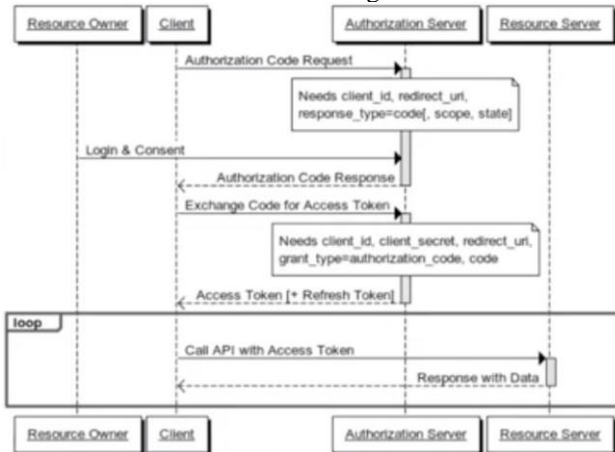 Resource Owner
Client
Authorization Server
Resource Server
Authorization Code Request
Needs client_id, redirect_uri,
response_type=code[, scope, state]
Login & Consent
Authorization Code Response
Exchange Code for Access Token
Needs client_id, client_secret, redirect_uri,
grant_type=authorization_code, code
Access Token [+ Refresh Token]
loop
Call API with Access Token
Response with Data
Resource Owner
Client
Authorization Server
Resource Server